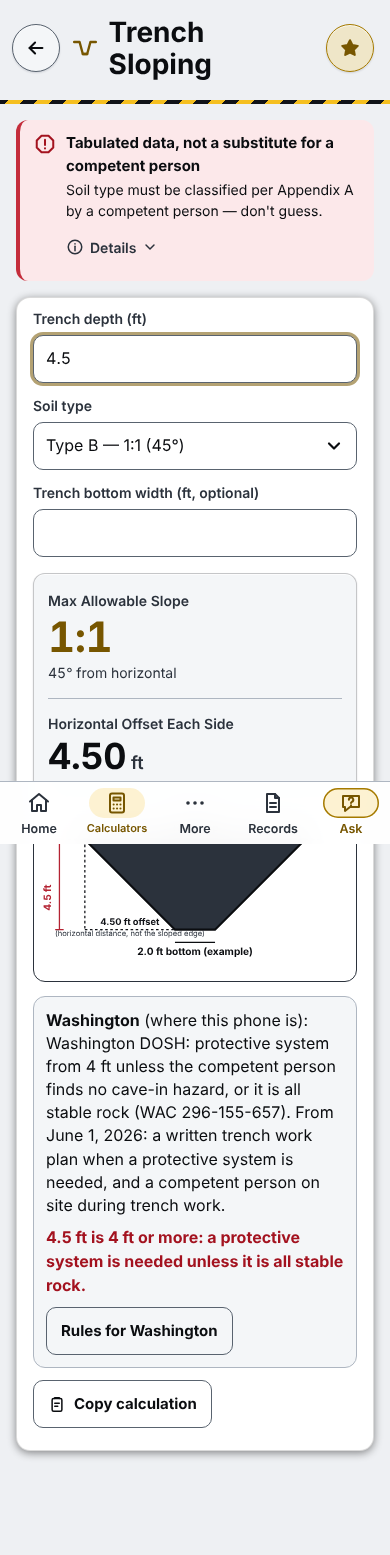 Trench
Sloping
Tabulated data, not a substitute for a
competent person
Soil type must be classified per Appendix A
by a competent person — don't guess.
Details
Trench depth (ft)
4.5
Soil type
Type B — 1:1 (45°)
Trench bottom width (ft, optional)
Max Allowable Slope
1:1
45° from horizontal
Horizontal Offset Each Side
4.50 ft
Home
Calculators
More
Records
Ask
4.5 ft
4.50 ft offset
(horizontal distance, not the sloped edge)
2.0 ft bottom (example)
Washington (where this phone is):
Washington DOSH: protective system
from 4 ft unless the competent person
finds no cave-in hazard, or it is all
stable rock (WAC 296-155-657). From
June 1, 2026: a written trench work
plan when a protective system is
needed, and a competent person on
site during trench work.
4.5 ft is 4 ft or more: a protective
system is needed unless it is all stable
rock.
Rules for Washington
Copy calculation